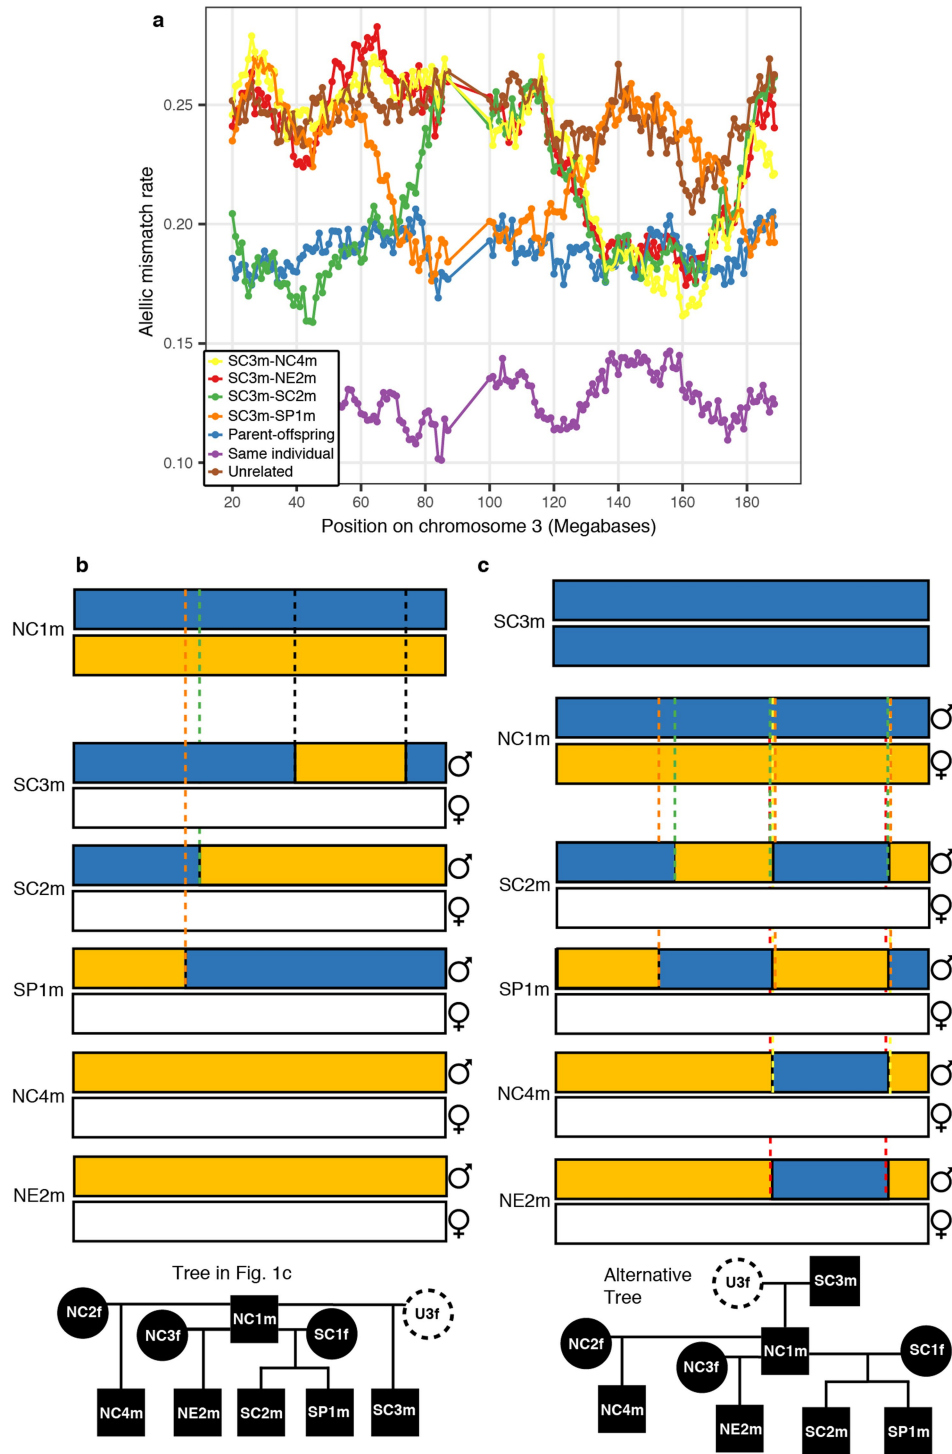 a
0.25
0.20
0.15
0.10
Alellic mismatch rate
SC3m-NC4m
SC3m-NE2m
SC3m-SC2m
SC3m-SP1m
Parent-offspring
Same individual
Unrelated
20 40 60 80 100 120 140 160 180
Position on chromosome 3 (Megabases)
b
NC1m
SC3m ♂
♀
SC2m ♂
♀
SP1m ♂
♀
NC4m ♂
♀
NE2m ♂
♀
Tree in Fig. 1c
NC2f NC3f NC1m SC1f U3f
NC4m NE2m SC2m SP1m SC3m
c
SC3m
NC1m ♂
♀
SC2m ♂
♀
SP1m ♂
♀
NC4m ♂
♀
NE2m ♂
♀
Alternative
Tree
U3f SC3m
NC2f NC3f NC1m SC1f
NC4m NE2m SC2m SP1m